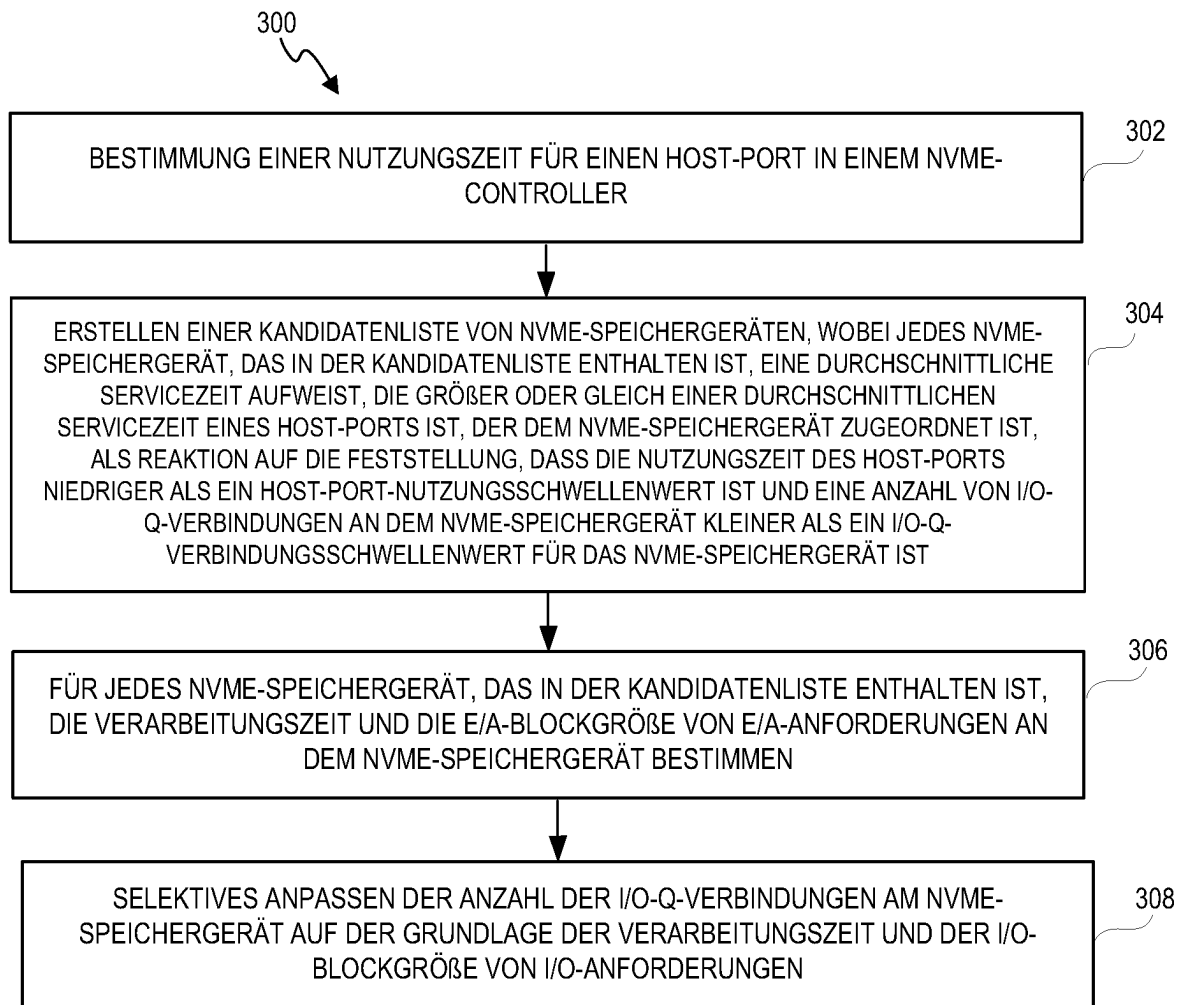 300
BESTIMMUNG EINER NUTZUNGSZEIT FÜR EINEN HOST-PORT IN EINEM NVME-
CONTROLLER
302
ERSTELLEN EINER KANDIDATENLISTE VON NVME-SPEICHERGERÄTEN, WOBEI JEDES NVME-
SPEICHERGERÄT, DAS IN DER KANDIDATENLISTE ENTHALTEN IST, EINE DURCHSCHNITTLICHE
SERVICEZEIT AUFWEIST, DIE GRÖßER ODER GLEICH EINER DURCHSCHNITTLICHEN
SERVICEZEIT EINES HOST-PORTS IST, DER DEM NVME-SPEICHERGERÄT ZUGEORDNET IST,
ALS REAKTION AUF DIE FESTSTELLUNG, DASS DIE NUTZUNGSZEIT DES HOST-PORTS
NIEDRIGER ALS EIN HOST-PORT-NUTZUNGSSCHWELLENWERT IST UND EINE ANZAHL VON I/O-
Q-VERBINDUNGEN AN DEM NVME-SPEICHERGERÄT KLEINER ALS EIN I/O-Q-
VERBINDUNGSSCHWELLENWERT FÜR DAS NVME-SPEICHERGERÄT IST
304
FÜR JEDES NVME-SPEICHERGERÄT, DAS IN DER KANDIDATENLISTE ENTHALTEN IST,
DIE VERARBEITUNGSZEIT UND DIE E/A-BLOCKGRÖßE VON E/A-ANFORDERUNGEN AN
DEM NVME-SPEICHERGERÄT BESTIMMEN
306
SELEKTIVES ANPASSEN DER ANZAHL DER I/O-Q-VERBINDUNGEN AM NVME-
SPEICHERGERÄT AUF DER GRUNDLAGE DER VERARBEITUNGSZEIT UND DER I/O-
BLOCKGRÖßE VON I/O-ANFORDERUNGEN
308